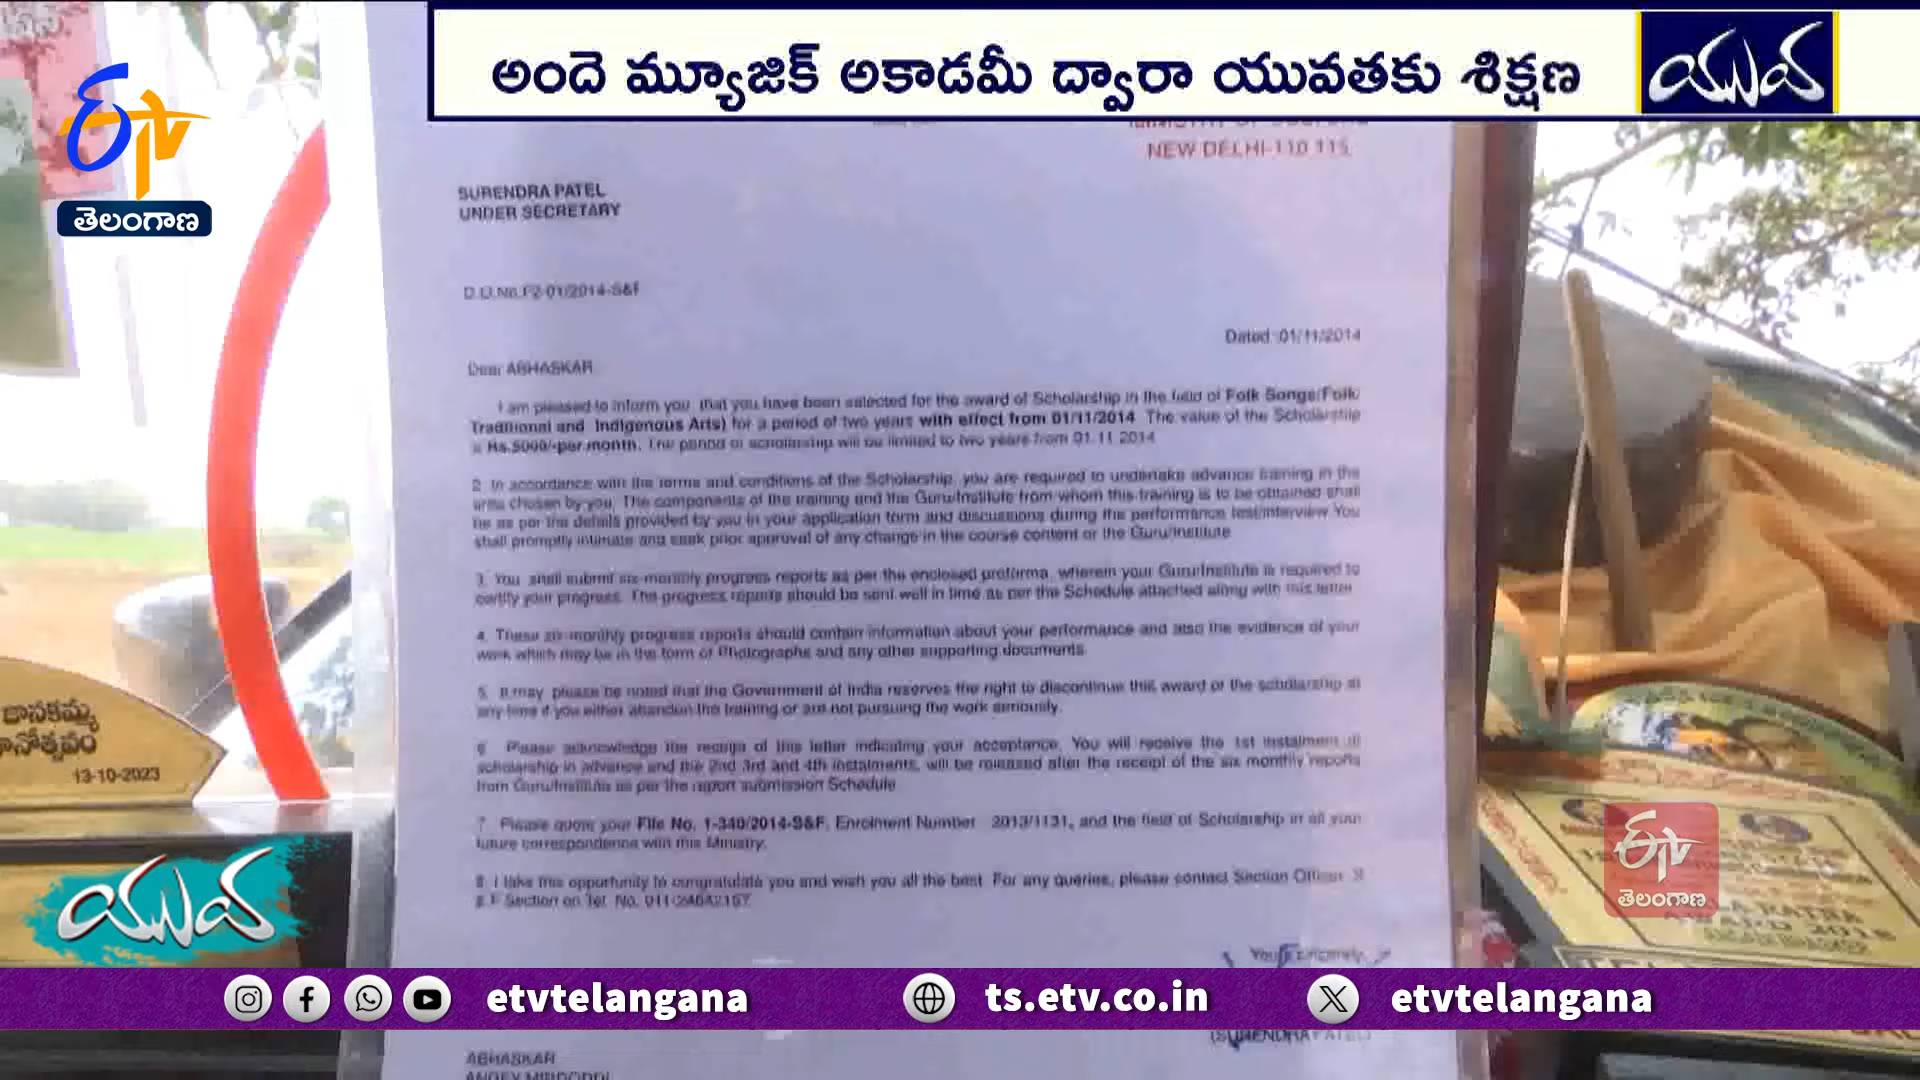 అందె మ్యూజిక్ అకాడమీ ద్వారా యువతకు శిక్షణ
యువ
ETV
తెలంగాణ
NEW DELHI-110 115
SURENDRA PATEL
UNDER SECRETARY
D.O.No.F2-01/2014-S&F
Dated :01/11/2014
Dear ABHASKAR
I am pleased to inform you that you have been selected for the award of Scholarship in the field of Folk Songs(Folk/
Traditional and Indigenous Arts) for a period of two years with effect from 01/11/2014 The value of the Scholarship
is Rs.5000/-per month. The period of scholarship will be limited to two years from 01.11.2014
2. In accordance with the terms and conditions of the Scholarship, you are required to undertake advance training in the
area chosen by you. The components of the training and the Guru/Institute from whom this training is to be obtained shall
be as per the details provided by you in your application form and discussions during the performance test/interview You
shall promptly intimate and seek prior approval of any change in the course content or the Guru/Institute
3. You shall submit six-monthly progress reports as per the enclosed proforma, wherein your Guru/Institute is required to
certify your progress. The progress reports should be sent well in time as per the Schedule attached along with this letter
4. These six-monthly progress reports should contain information about your performance and also the evidence of your
work which may be in the form of Photographs and any other supporting documents
5. It may please be noted that the Government of India reserves the right to discontinue this award of the scholarship at
any time if you either abandon the training or are not pursuing the work seriously.
6. Please acknowledge the receipt of this letter indicating your acceptance. You will receive the 1st instalment of
scholarship in advance and the 2nd 3rd and 4th instalments, will be released after the receipt of the six monthly reports
from Guru/Institute as per the report submission Schedule
7. Please quote your File No. 1-340/2014-S&F, Enrolment Number 2013/1131, and the field of Scholarship in all your
future correspondence with this Ministry.
8. I take this opportunity to congratulate you and wish you all the best. For any queries, please contact Section Officer, S
& F Section on Tel. No. 011-24642157
Yours sincerely,
(SURENDRA PATEL)
ABHASKAR
ANDEY MIRDODDI
జానకమ్మ
13-10-2023
యువ
ETV
తెలంగాణ
etvtelangana
ts.etv.co.in
etvtelangana